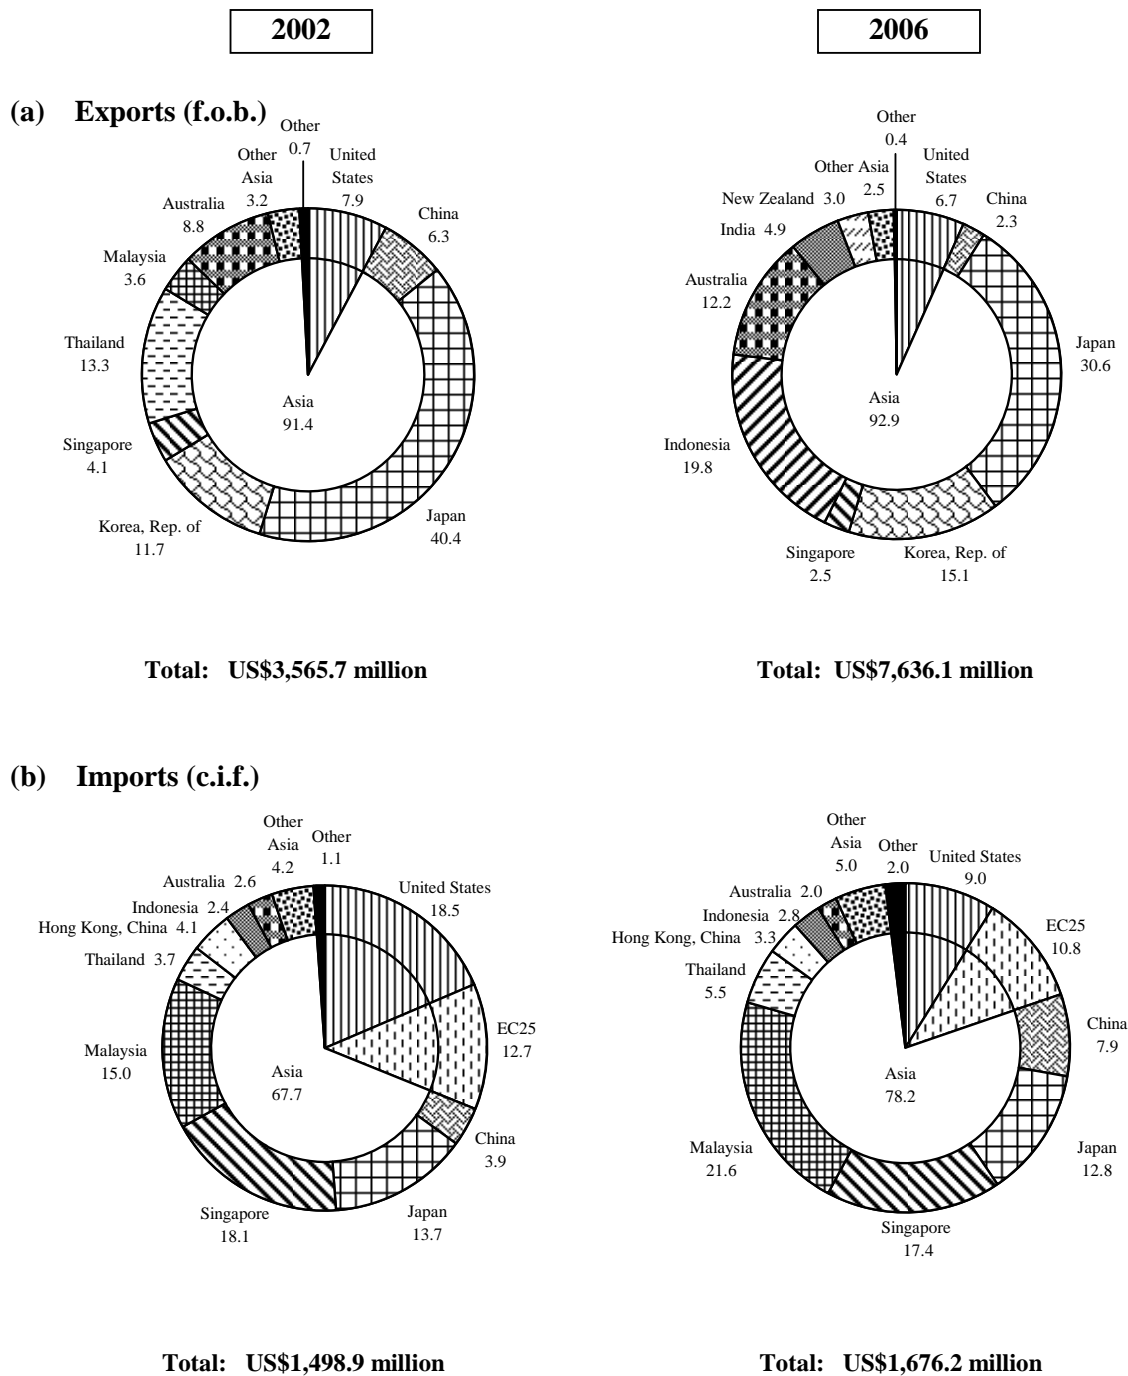 2002
2006
(a) Exports (f.o.b.)
Other
0.7
Other
Asia
3.2
United
States
7.9
Australia
8.8
China
6.3
Malaysia
3.6
Thailand
13.3
Asia
91.4
Singapore
4.1
Korea, Rep. of
11.7
Japan
40.4
Total: US$3,565.7 million
Other
0.4
Other Asia
2.5
United
States
6.7
New Zealand 3.0
China
2.3
India 4.9
Australia
12.2
Japan
30.6
Asia
92.9
Indonesia
19.8
Singapore
2.5
Korea, Rep. of
15.1
Total: US$7,636.1 million
(b) Imports (c.i.f.)
Other
Asia
4.2
Other
1.1
Australia 2.6
United States
18.5
Indonesia 2.4
Hong Kong, China 4.1
Thailand 3.7
EC25
12.7
Malaysia
15.0
Asia
67.7
China
3.9
Singapore
18.1
Japan
13.7
Total: US$1,498.9 million
Other
Asia
5.0
Other
2.0
United States
9.0
Australia 2.0
Indonesia 2.8
Hong Kong, China 3.3
EC25
10.8
Thailand
5.5
China
7.9
Asia
78.2
Malaysia
21.6
Japan
12.8
Singapore
17.4
Total: US$1,676.2 million